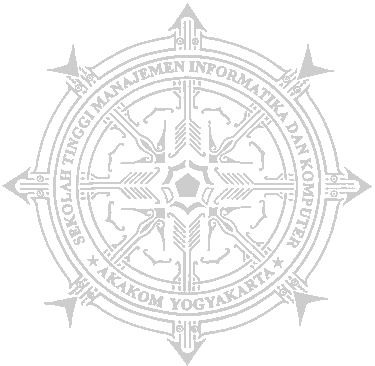 SEKOLAH TINGGI MANAJEMEN INFORMATIKA DAN KOMPUTER
AKAKOM YOGYAKARTA